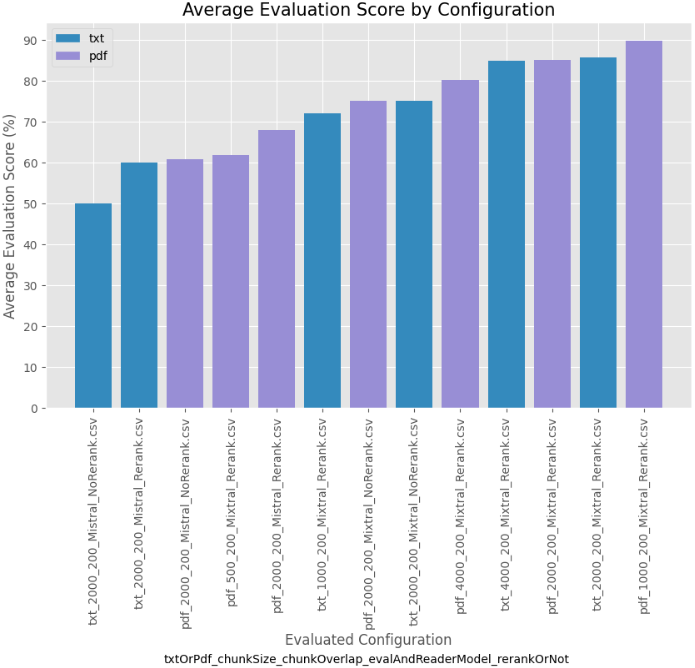 Average Evaluation Score by Configuration
txt
pdf
Average Evaluation Score (%)
90
80
70
60
50
40
30
20
10
0
txt_2000_200_Mistral_NoRerank.csv
txt_2000_200_Mistral_Rerank.csv
pdf_2000_200_Mistral_NoRerank.csv
pdf_500_200_Mixtral_Rerank.csv
pdf_2000_200_Mistral_Rerank.csv
txt_1000_200_Mixtral_Rerank.csv
pdf_2000_200_Mixtral_NoRerank.csv
txt_2000_200_Mixtral_NoRerank.csv
pdf_4000_200_Mixtral_Rerank.csv
txt_4000_200_Mixtral_Rerank.csv
pdf_2000_200_Mixtral_Rerank.csv
txt_2000_200_Mixtral_Rerank.csv
pdf_1000_200_Mixtral_Rerank.csv
Evaluated Configuration
txtOrPdf_chunkSize_chunkOverlap_evalAndReaderModel_rerankOrNot